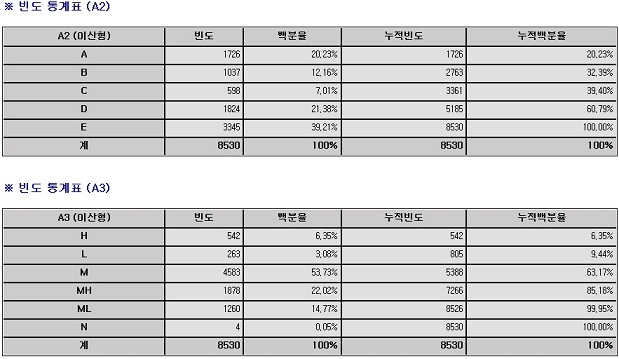 ※ 빈도 통계표 (A2)
A2 (이산형) 빈도 백분율 누적빈도 누적백분율
A 1726 20,23% 1726 20,23%
B 1037 12,16% 2763 32,39%
C 598 7,01% 3361 39,40%
D 1824 21,38% 5185 60,79%
E 3345 39,21% 8530 100,00%
계 8530 100% 8530 100%
※ 빈도 통계표 (A3)
A3 (이산형) 빈도 백분율 누적빈도 누적백분율
H 542 6,35% 542 6,35%
L 263 3,08% 805 9,44%
M 4583 53,73% 5388 63,17%
MH 1878 22,02% 7266 85,18%
ML 1260 14,77% 8526 99,95%
N 4 0,05% 8530 100,00%
계 8530 100% 8530 100%